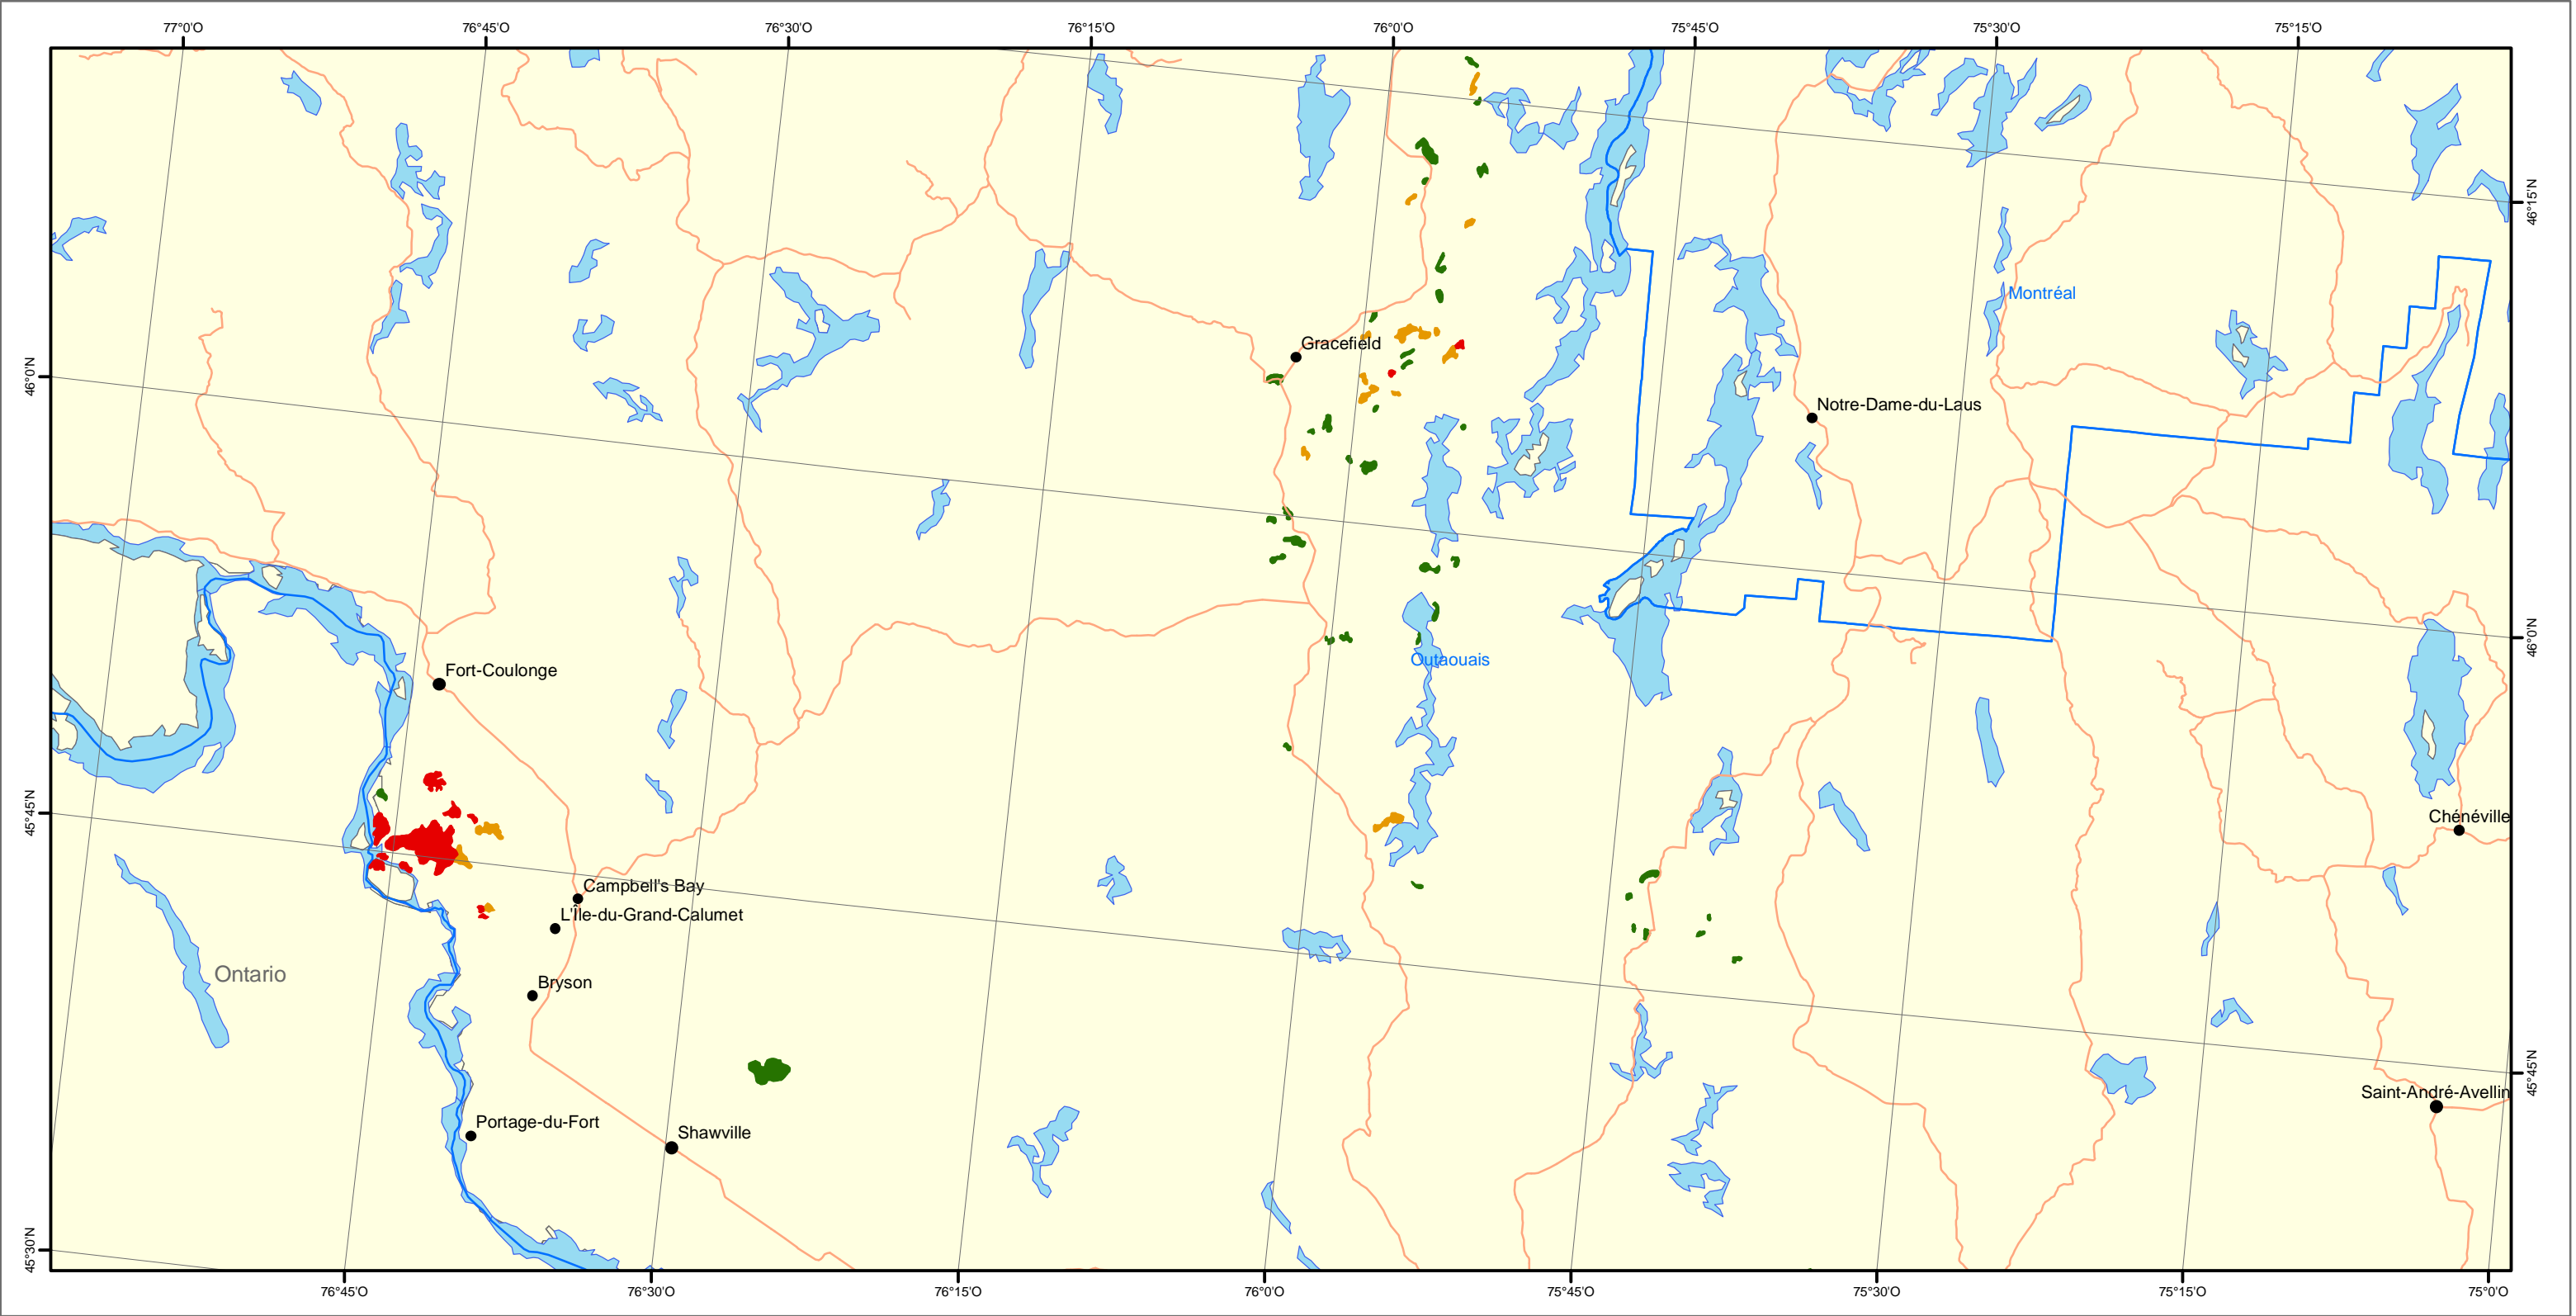 77°0'O 76°45'O 76°30'O 76°15'O 76°0'O 75°45'O 75°30'O 75°15'O
46°15'N
Montréal
Gracefield
46°0'N
Notre-Dame-du-Laus
46°0'N
Outaouais
Fort-Coulonge
45°45'N
Chénéville
Campbell's Bay
L'Île-du-Grand-Calumet
Ontario
Bryson
45°45'N
Saint-André-Avellin
Portage-du-Fort
Shawville
45°30'N
76°45'O 76°30'O 76°15'O 76°0'O 75°45'O 75°30'O 75°15'O 75°0'O